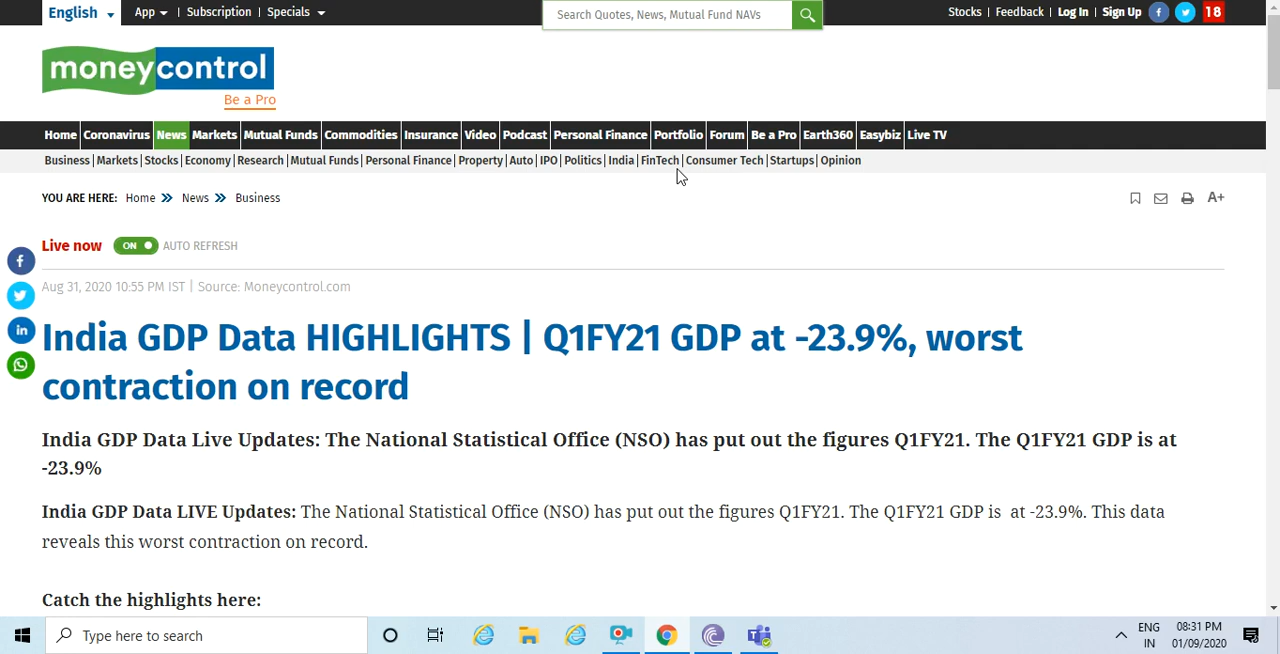 English App | Subscription | Specials Search Quotes, News, Mutual Fund NAVs Stocks | Feedback | Log In | Sign Up f 18
moneycontrol
Be a Pro
Home Coronavirus News Markets Mutual Funds Commodities Insurance Video Podcast Personal Finance Portfolio Forum Be a Pro Earth360 Easybiz Live TV
Business | Markets | Stocks | Economy | Research | Mutual Funds | Personal Finance | Property | Auto | IPO | Politics | India | FinTech | Consumer Tech | Startups | Opinion
YOU ARE HERE: Home News Business A+
Live now ON AUTO REFRESH
Aug 31, 2020 10:55 PM IST | Source: Moneycontrol.com
India GDP Data HIGHLIGHTS | Q1FY21 GDP at -23.9%, worst
contraction on record
India GDP Data Live Updates: The National Statistical Office (NSO) has put out the figures Q1FY21. The Q1FY21 GDP is at
-23.9%
India GDP Data LIVE Updates: The National Statistical Office (NSO) has put out the figures Q1FY21. The Q1FY21 GDP is at -23.9%. This data
reveals this worst contraction on record.
Catch the highlights here:
Type here to search
ENG 08:31 PM
IN 01/09/2020